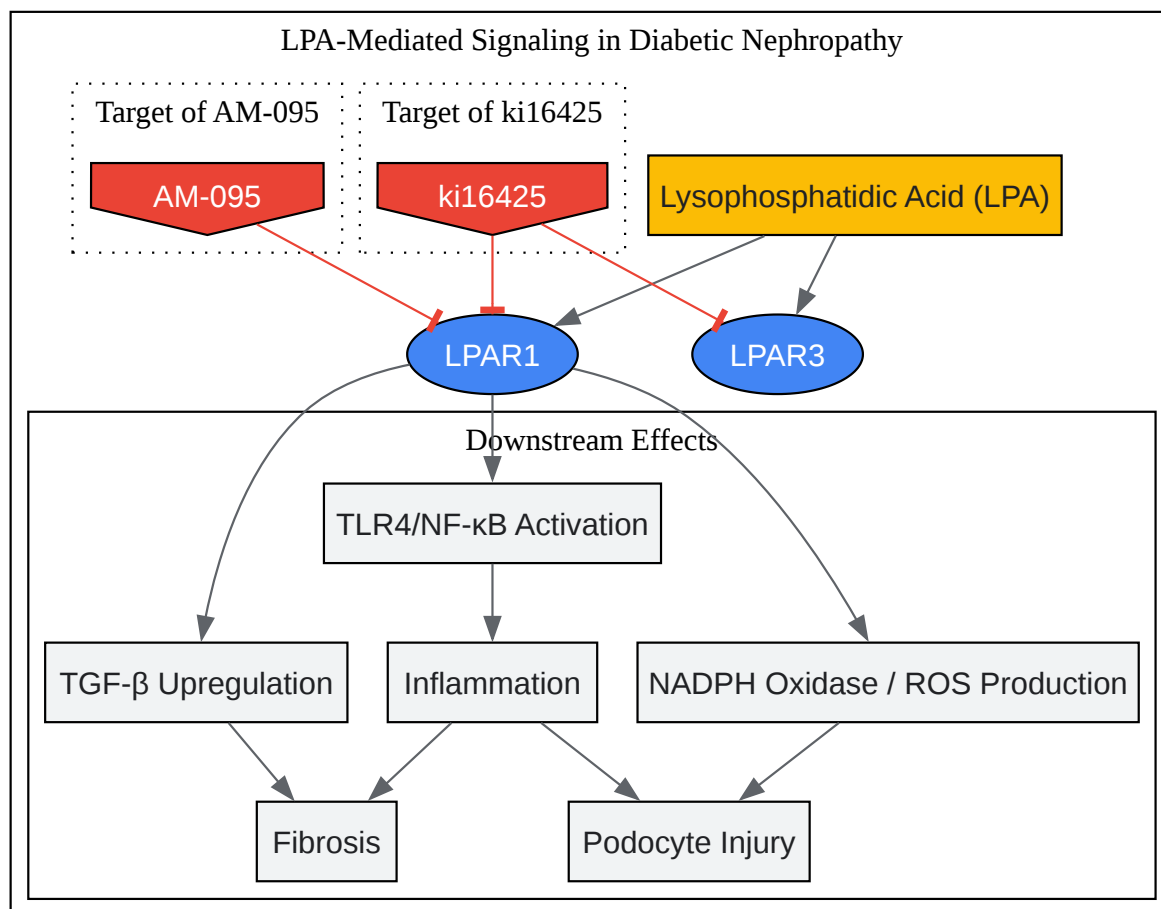 LPA-Mediated Signaling in Diabetic Nephropathy
Target of AM-095
Target of ki16425
AM-095
ki16425
Lysophosphatidic Acid (LPA)
LPAR1
LPAR3
Downstream Effects
TLR4/NF-κB Activation
TGF-β Upregulation
Inflammation
NADPH Oxidase / ROS Production
Fibrosis
Podocyte Injury